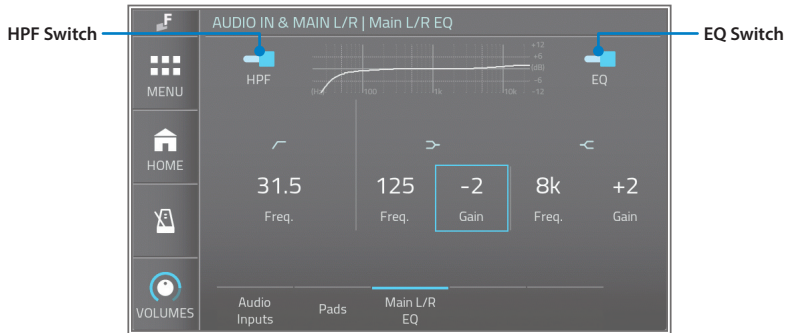 HPF Switch
EQ Switch
F
AUDIO IN & MAIN L/R | Main L/R EQ
MENU
HPF
+12
+6
(dB)
-6
-12
(Hz)
100
1k
10k
EQ
HOME
31.5
125
-2
8k
+2
Freq.
Freq.
Gain
Freq.
Gain
VOLUMES
Audio
Inputs
Pads
Main L/R
EQ